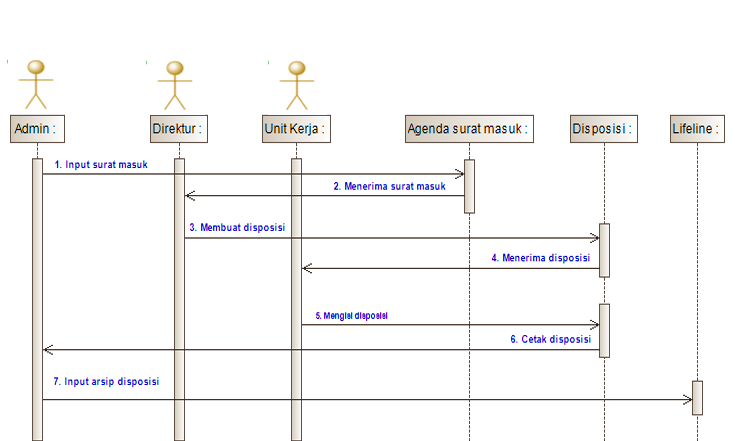 Admin :
Direktur :
Unit Kerja :
Agenda surat masuk :
Disposisi :
Lifeline :
1. Input surat masuk
2. Menerima surat masuk
3. Membuat disposisi
4. Menerima disposisi
5. Mengisi disposisi
6. Cetak disposisi
7. Input arsip disposisi